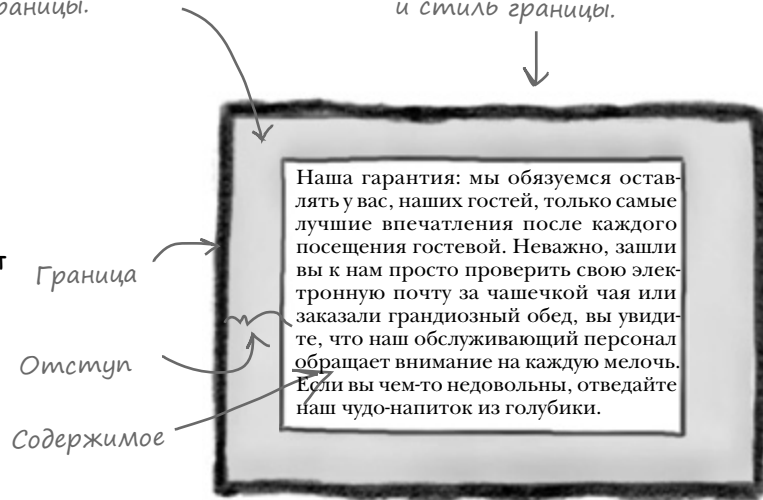 и стиль границы.
Наша гарантия: мы обязуемся остав-
лять у вас, наших гостей, только самые
лучшие впечатления после каждого
посещения гостевой. Неважно, зашли
вы к нам просто проверить свою элек-
тронную почту за чашечкой чая или
заказали грандиозный обед, вы увиди-
те, что наш обслуживающий персонал
обращает внимание на каждую мелочь.
Если вы чем-то недовольны, отведайте
наш чудо-напиток из голубики.
Граница
Отступ
Содержимое